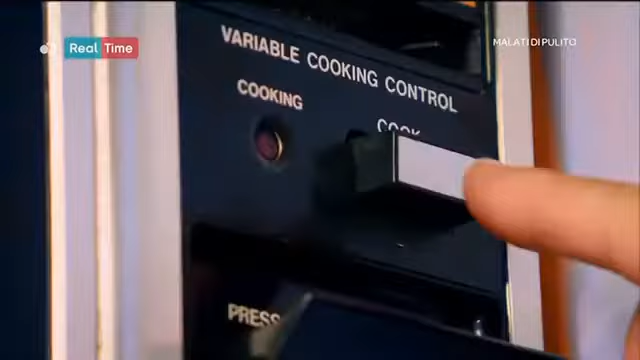 Real Time
MALATI DI PULITO
VARIABLE COOKING CONTROL
COOKING
COOK
PRESS